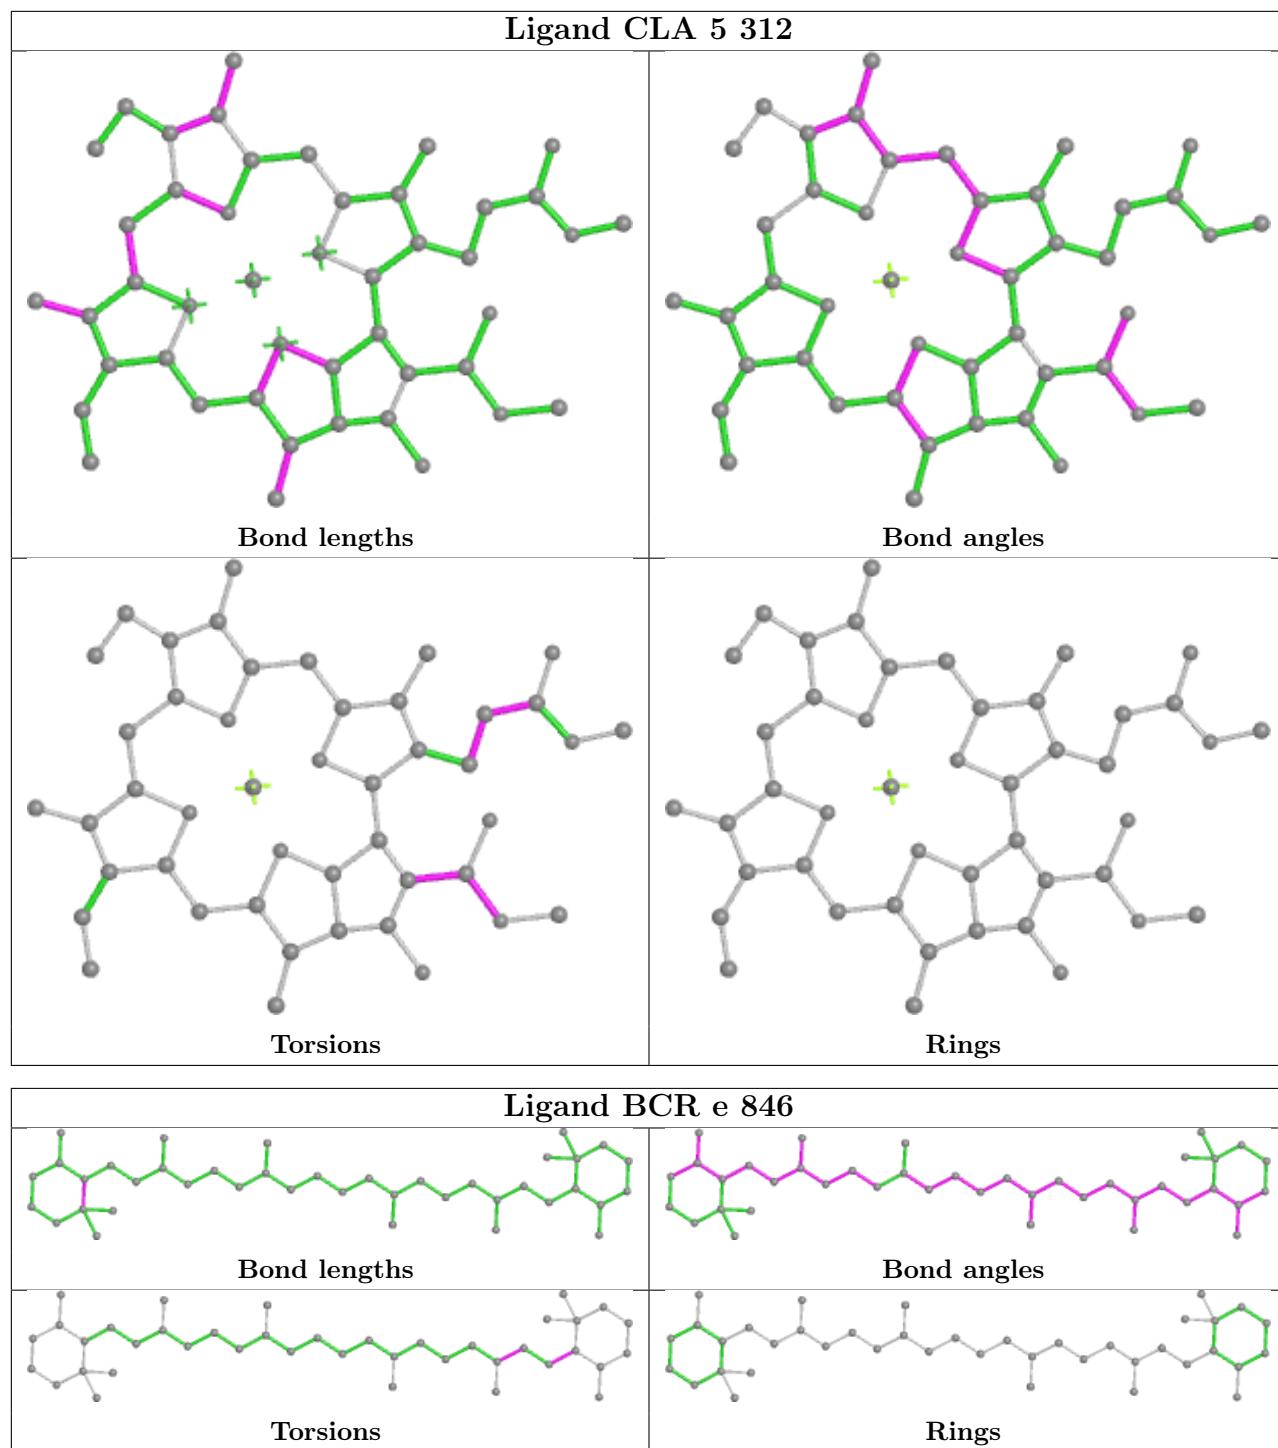 Ligand CLA 5 312
Bond lengths
Bond angles
Torsions
Rings
Ligand BCR e 846
Bond lengths
Bond angles
Torsions
Rings